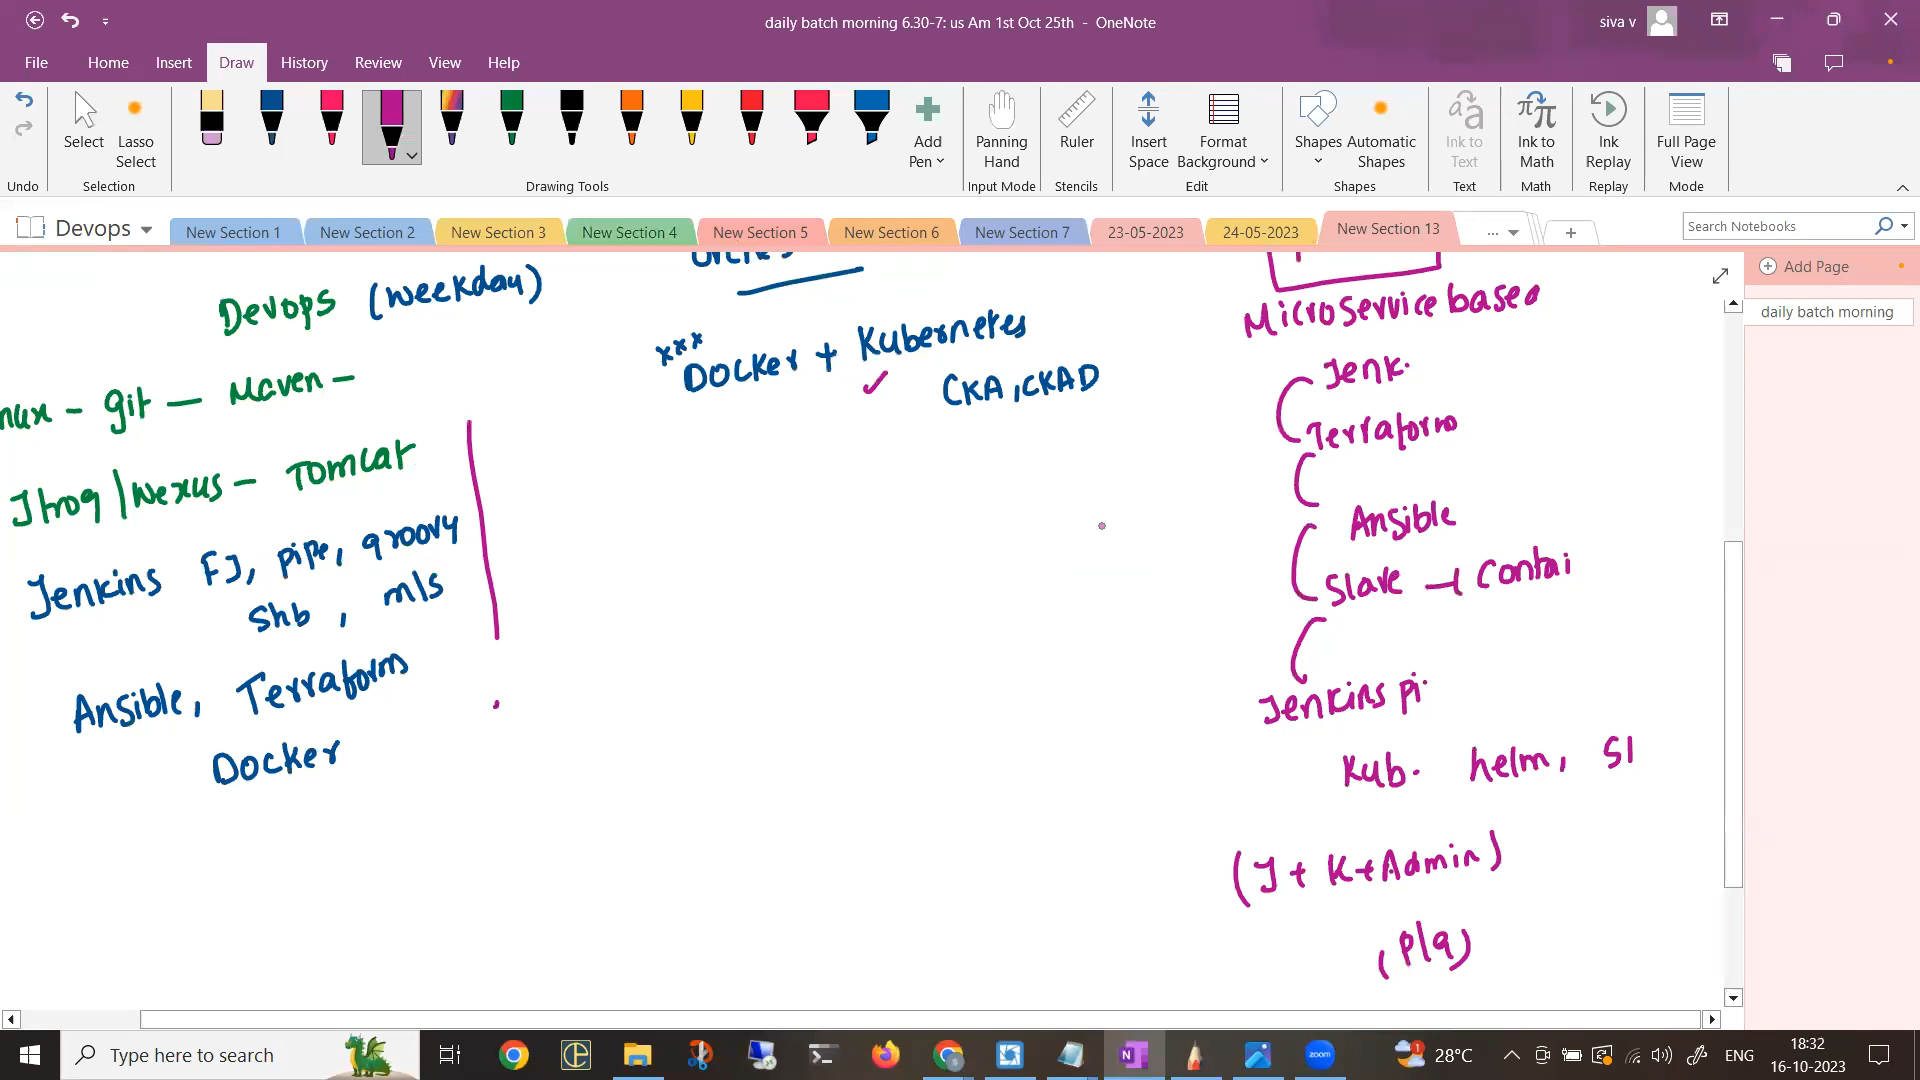 daily batch morning 6.30-7: us Am 1st Oct 25th - OneNote
siva v
File Home Insert Draw History Review View Help
Select
Lasso Select
Add Pen
Panning Hand
Ruler
Insert Space
Format Background
Shapes
Automatic Shapes
Ink to Text
Ink to Math
Ink Replay
Full Page View
Undo Selection Drawing Tools Input Mode Stencils Edit Shapes Text Math Replay Mode
Devops New Section 1 New Section 2 New Section 3 New Section 4 New Section 5 New Section 6 New Section 7 23-05-2023 24-05-2023 New Section 13 ... Search Notebooks
Add Page
daily batch morning
Devops (weekday)
nux - git - Maven -
Jfrog | Nexus - Tomcat
Jenkins FJ, pipe, groovy
shb, mls
Ansible, Terraform
Docker
*** Docker + Kubernetes
CKA, CKAD
Microservice based
Jenk.
Terraform
Ansible
Slave → Contai
Jenkins pi.
Kub. helm, Sl
(J + K + Admin)
(P/q)
Type here to search
28°C
ENG
18:32
16-10-2023